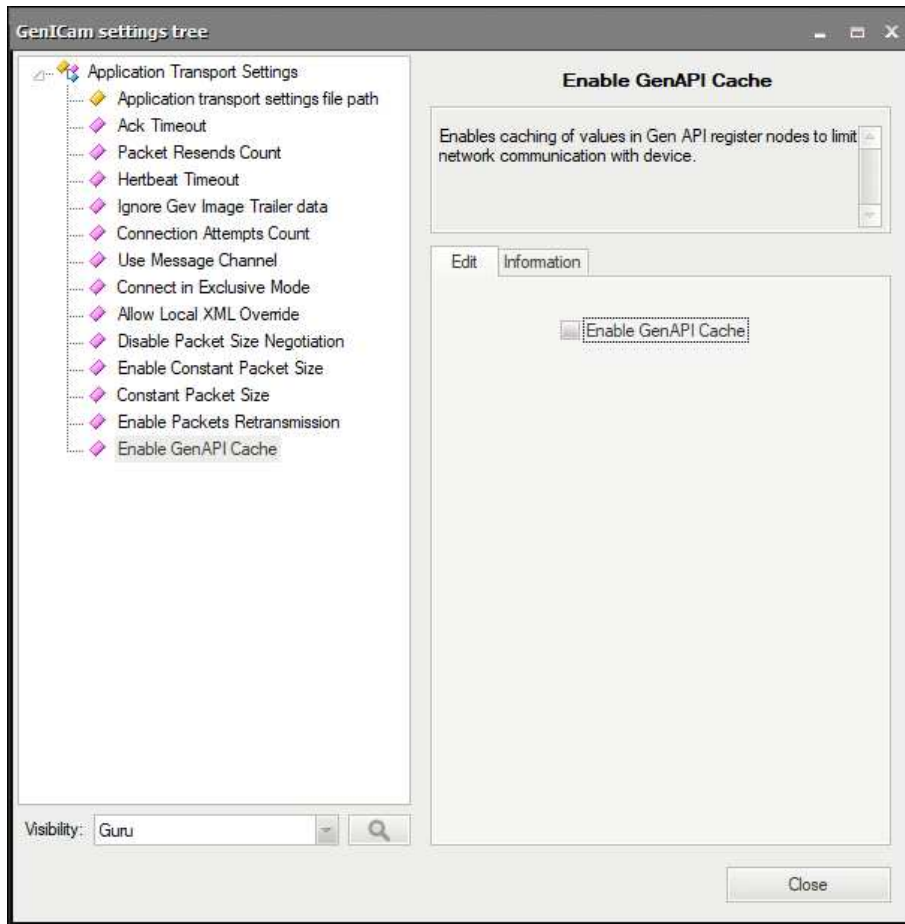 GenICam settings tree
Application Transport Settings
Application transport settings file path
Ack Timeout
Packet Resends Count
Hertbeat Timeout
Ignore Gev Image Trailer data
Connection Attempts Count
Use Message Channel
Connect in Exclusive Mode
Allow Local XML Override
Disable Packet Size Negotiation
Enable Constant Packet Size
Constant Packet Size
Enable Packets Retransmission
Enable GenAPI Cache
Visibility: Guru
Enable GenAPI Cache
Enables caching of values in Gen API register nodes to limit
network communication with device.
Edit Information
Enable GenAPI Cache
Close